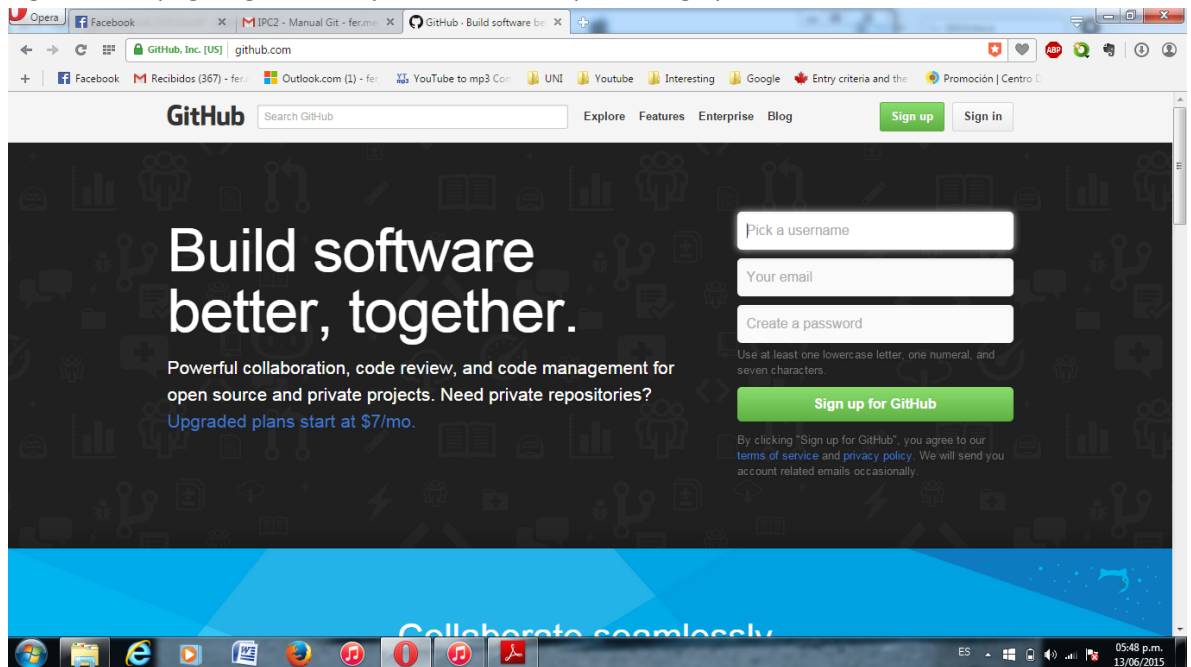 Opera
Facebook
IPC2 - Manual Git - fer.me
GitHub · Build software be
GitHub, Inc. [US] github.com
ABP
Facebook
Recibidos (367) - fer.
Outlook.com (1) - fer
YouTube to mp3 Con
UNI
Youtube
Interesting
Google
Entry criteria and the
Promoción | Centro D
GitHub
Search GitHub
Explore Features Enterprise Blog
Sign up
Sign in
Build software
better, together.
Powerful collaboration, code review, and code management for
open source and private projects. Need private repositories?
Upgraded plans start at $7/mo.
Pick a username
Your email
Create a password
Use at least one lowercase letter, one numeral, and
seven characters.
Sign up for GitHub
By clicking "Sign up for GitHub", you agree to our
terms of service and privacy policy. We will send you
account related emails occasionally.
Collaborate seamlessly
ES
05:48 p.m.
13/06/2015